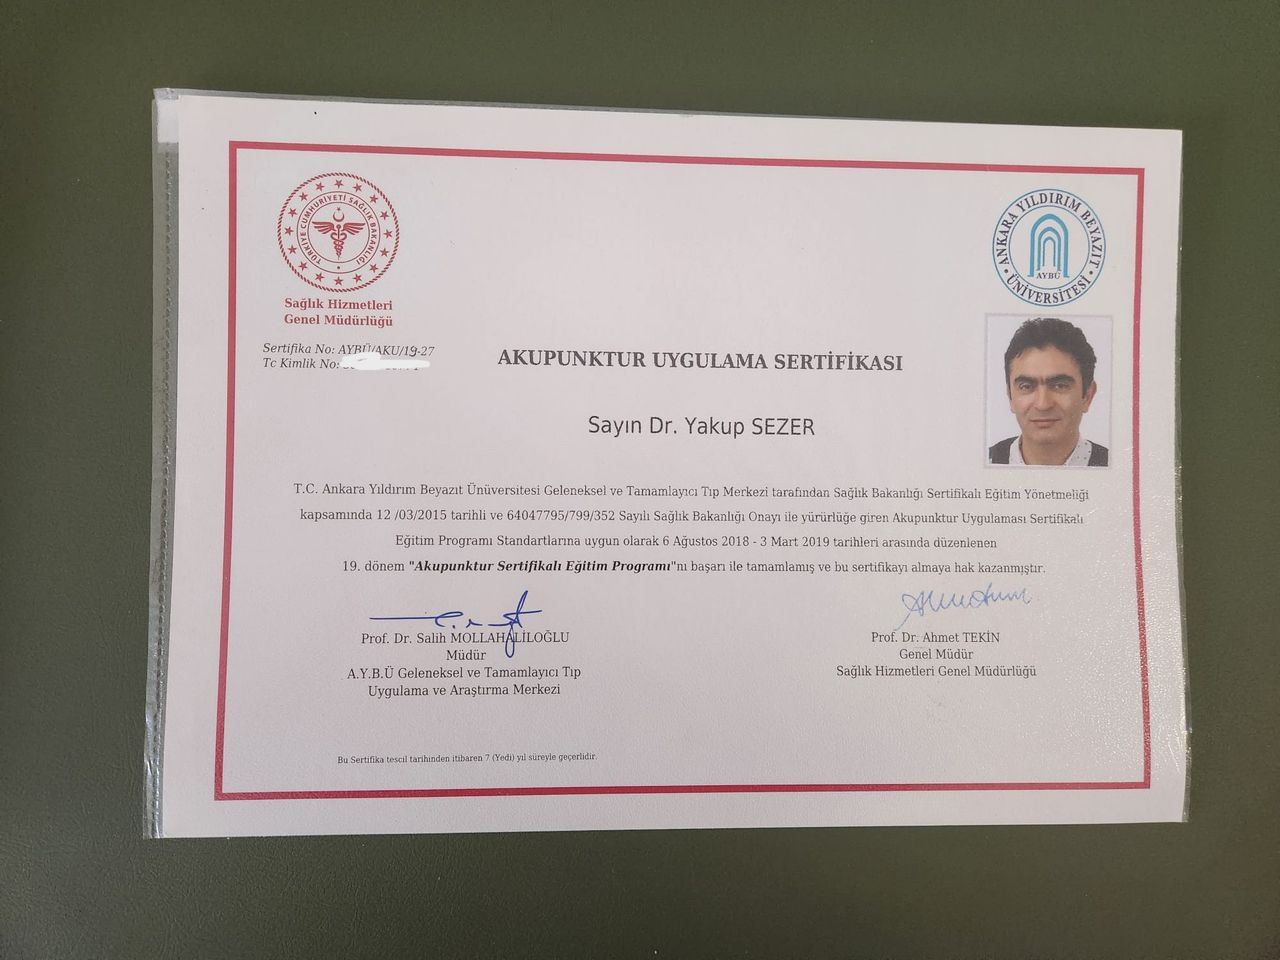 TÜRKİYE CUMHURİYETİ SAĞLIK BAKANLIĞI
Sağlık Hizmetleri
Genel Müdürlüğü
ANKARA YILDIRIM BEYAZIT ÜNİVERSİTESİ
AYBÜ
Sertifika No: AYBÜ/AKU/19-27
Tc Kimlik No:
AKUPUNKTUR UYGULAMA SERTİFİKASI
Sayın Dr. Yakup SEZER
T.C. Ankara Yıldırım Beyazıt Ünüversitesi Geleneksel ve Tamamlayıcı Tıp Merkezi tarafından Sağlık Bakanlığı Sertifikalı Eğitim Yönetmeliği
kapsamında 12 /03/2015 tarihli ve 64047795/799/352 Sayılı Sağlık Bakanlığı Onayı ile yürürlüğe giren Akupunktur Uygulaması Sertifikalı
Eğitim Programı Standartlarına uygun olarak 6 Ağustos 2018 - 3 Mart 2019 tarihleri arasında düzenlenen
19. dönem "Akupunktur Sertifikalı Eğitim Programı"nı başarı ile tamamlamış ve bu sertifikayı almaya hak kazanmıştır.
Prof. Dr. Salih MOLLAHALİLOĞLU
Müdür
A.Y.B.Ü Geleneksel ve Tamamlayıcı Tıp
Uygulama ve Araştırma Merkezi
Prof. Dr. Ahmet TEKİN
Genel Müdür
Sağlık Hizmetleri Genel Müdürlüğü
Bu Sertifika tescil tarihinden itibaren 7 (Yedi) yıl süreyle geçerlidir.